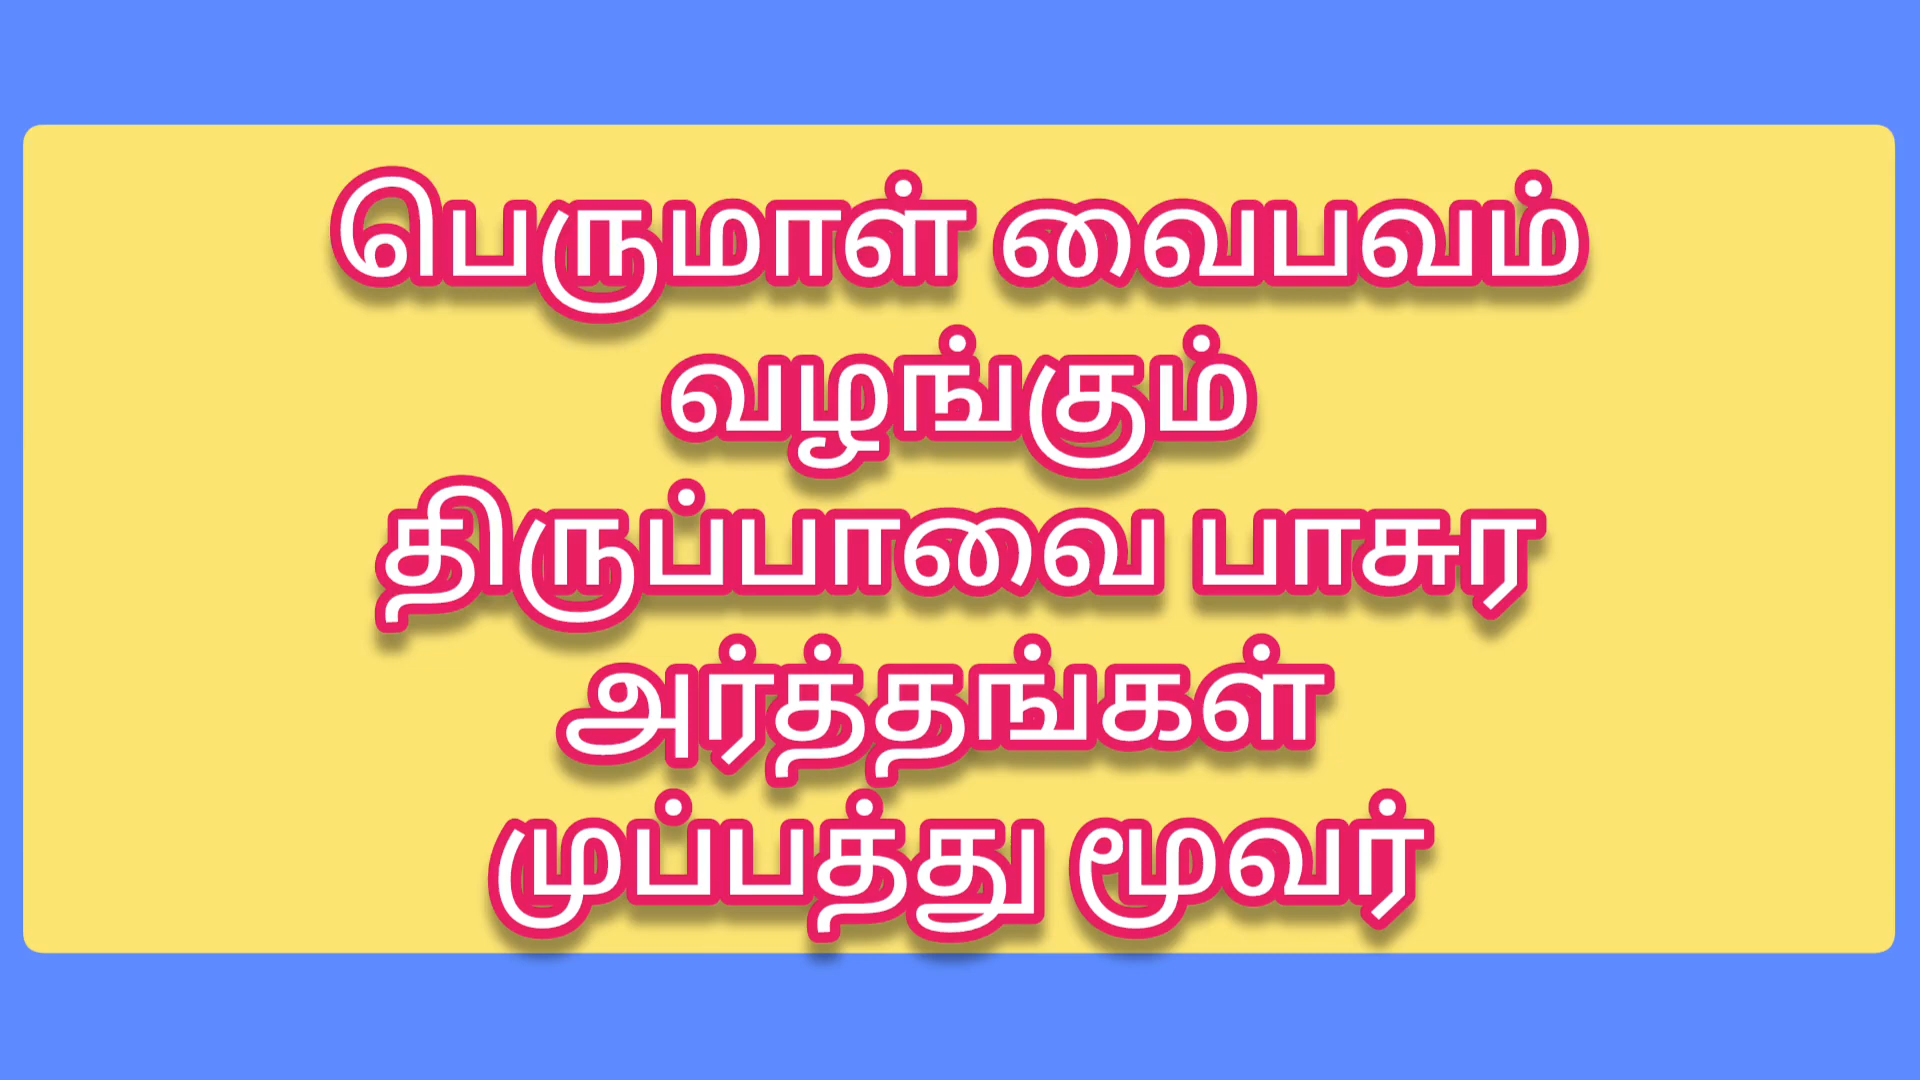 பெருமாள் வைபவம்
வழங்கும்
திருப்பாவை பாசுர
அர்த்தங்கள்
முப்பத்து மூவர்